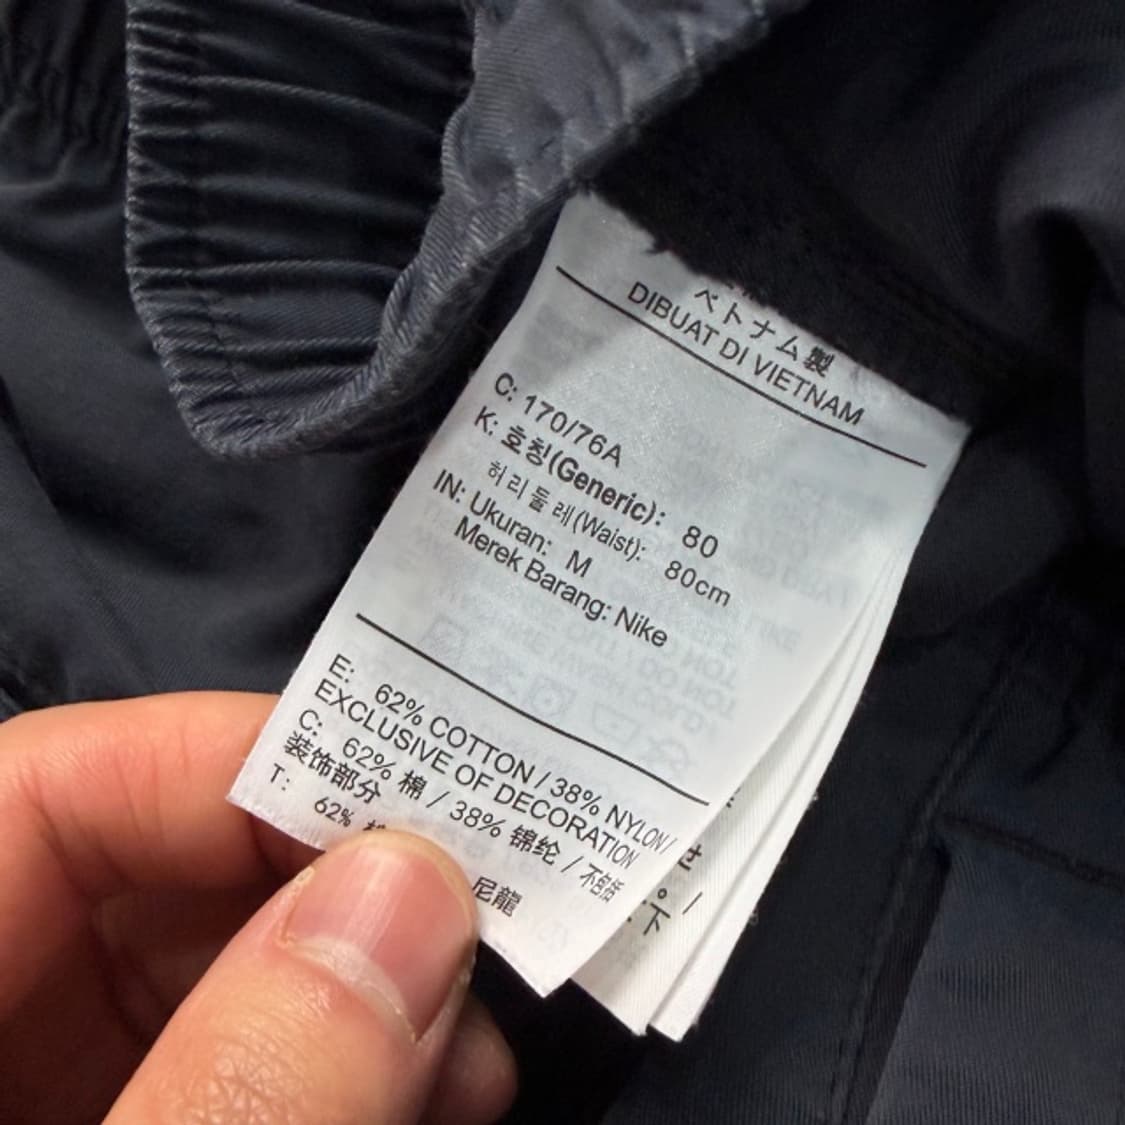 ベトナム製
DIBUAT DI VIETNAM
C: 170/76A
K: 호칭(Generic): 80
허리둘레(Waist): 80cm
IN: Ukuran: M
Merek Barang: Nike
E: 62% COTTON / 38% NYLON/
EXCLUSIVE OF DECORATION
C: 62% 棉 / 38% 锦纶 / 不包括
装饰部分
T: 62%
尼龍